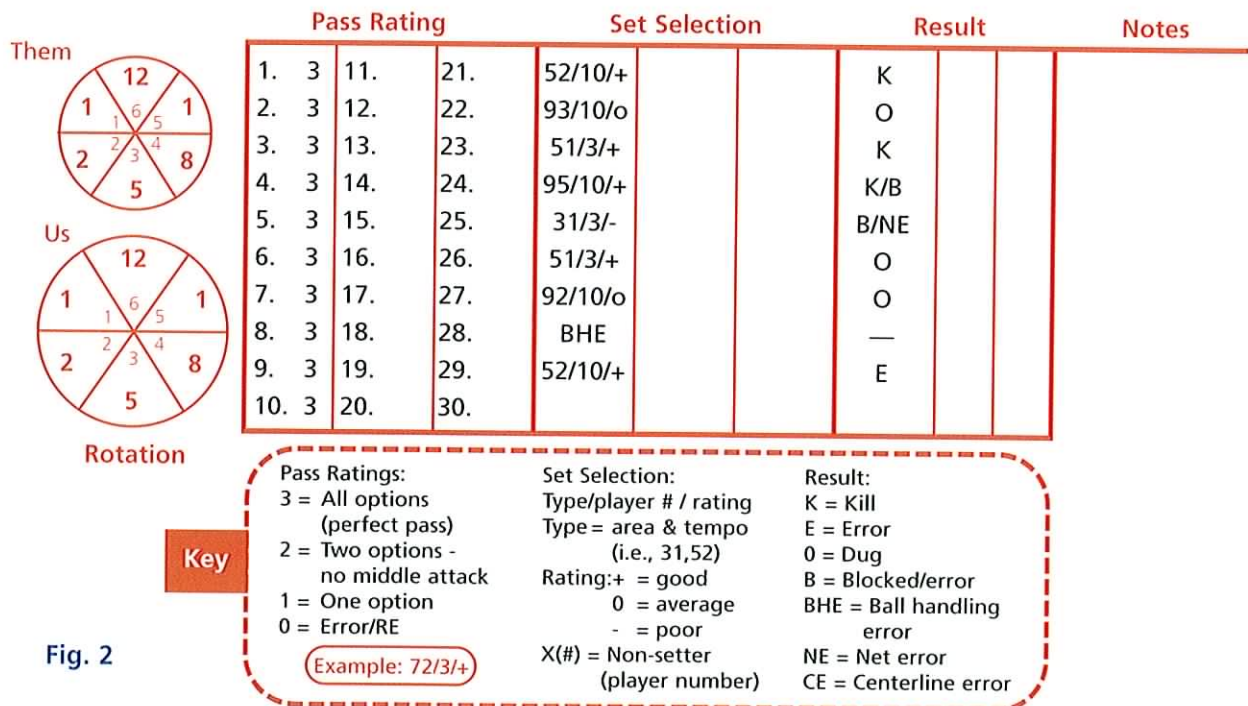 Pass Rating Set Selection Result Notes
Them
12
1 6 1
1 5
2 4
2 3 8
5
Us
12
1 6 1
1 5
2 4
2 3 8
5
Rotation
1. 3 11. 21. 52/10/+ K
2. 3 12. 22. 93/10/o O
3. 3 13. 23. 51/3/+ K
4. 3 14. 24. 95/10/+ K/B
5. 3 15. 25. 31/3/- B/NE
6. 3 16. 26. 51/3/+ O
7. 3 17. 27. 92/10/o O
8. 3 18. 28. BHE —
9. 3 19. 29. 52/10/+ E
10. 3 20. 30.
Key
Pass Ratings:
3 = All options
(perfect pass)
2 = Two options -
no middle attack
1 = One option
0 = Error/RE
Example: 72/3/+
Set Selection:
Type/player # / rating
Type = area & tempo
(i.e., 31,52)
Rating:+ = good
0 = average
- = poor
X(#) = Non-setter
(player number)
Result:
K = Kill
E = Error
0 = Dug
B = Blocked/error
BHE = Ball handling
error
NE = Net error
CE = Centerline error
Fig. 2